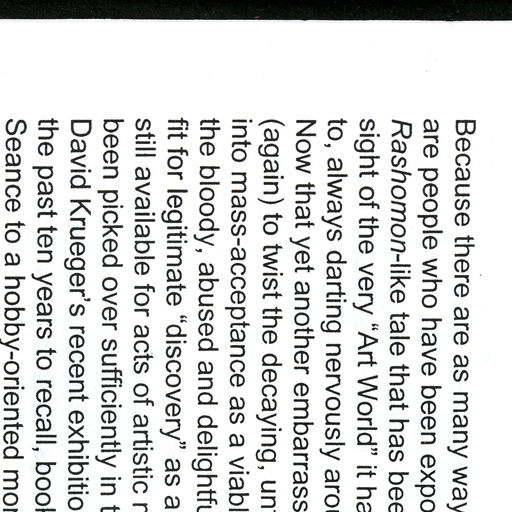 Because there are as many way
are people who have been expo
Rashomon-like tale that has bee
sight of the very “Art World” it ha
to, always darting nervously arou
Now that yet another embarrass
(again) to twist the decaying, un
into mass-acceptance as a viabl
the bloody, abused and delightfu
fit for legitimate “discovery” as a
still available for acts of artistic r
been picked over sufficiently in t
David Krueger’s recent exhibitio
the past ten years to recall, book
Seance to a hobby-oriented mor